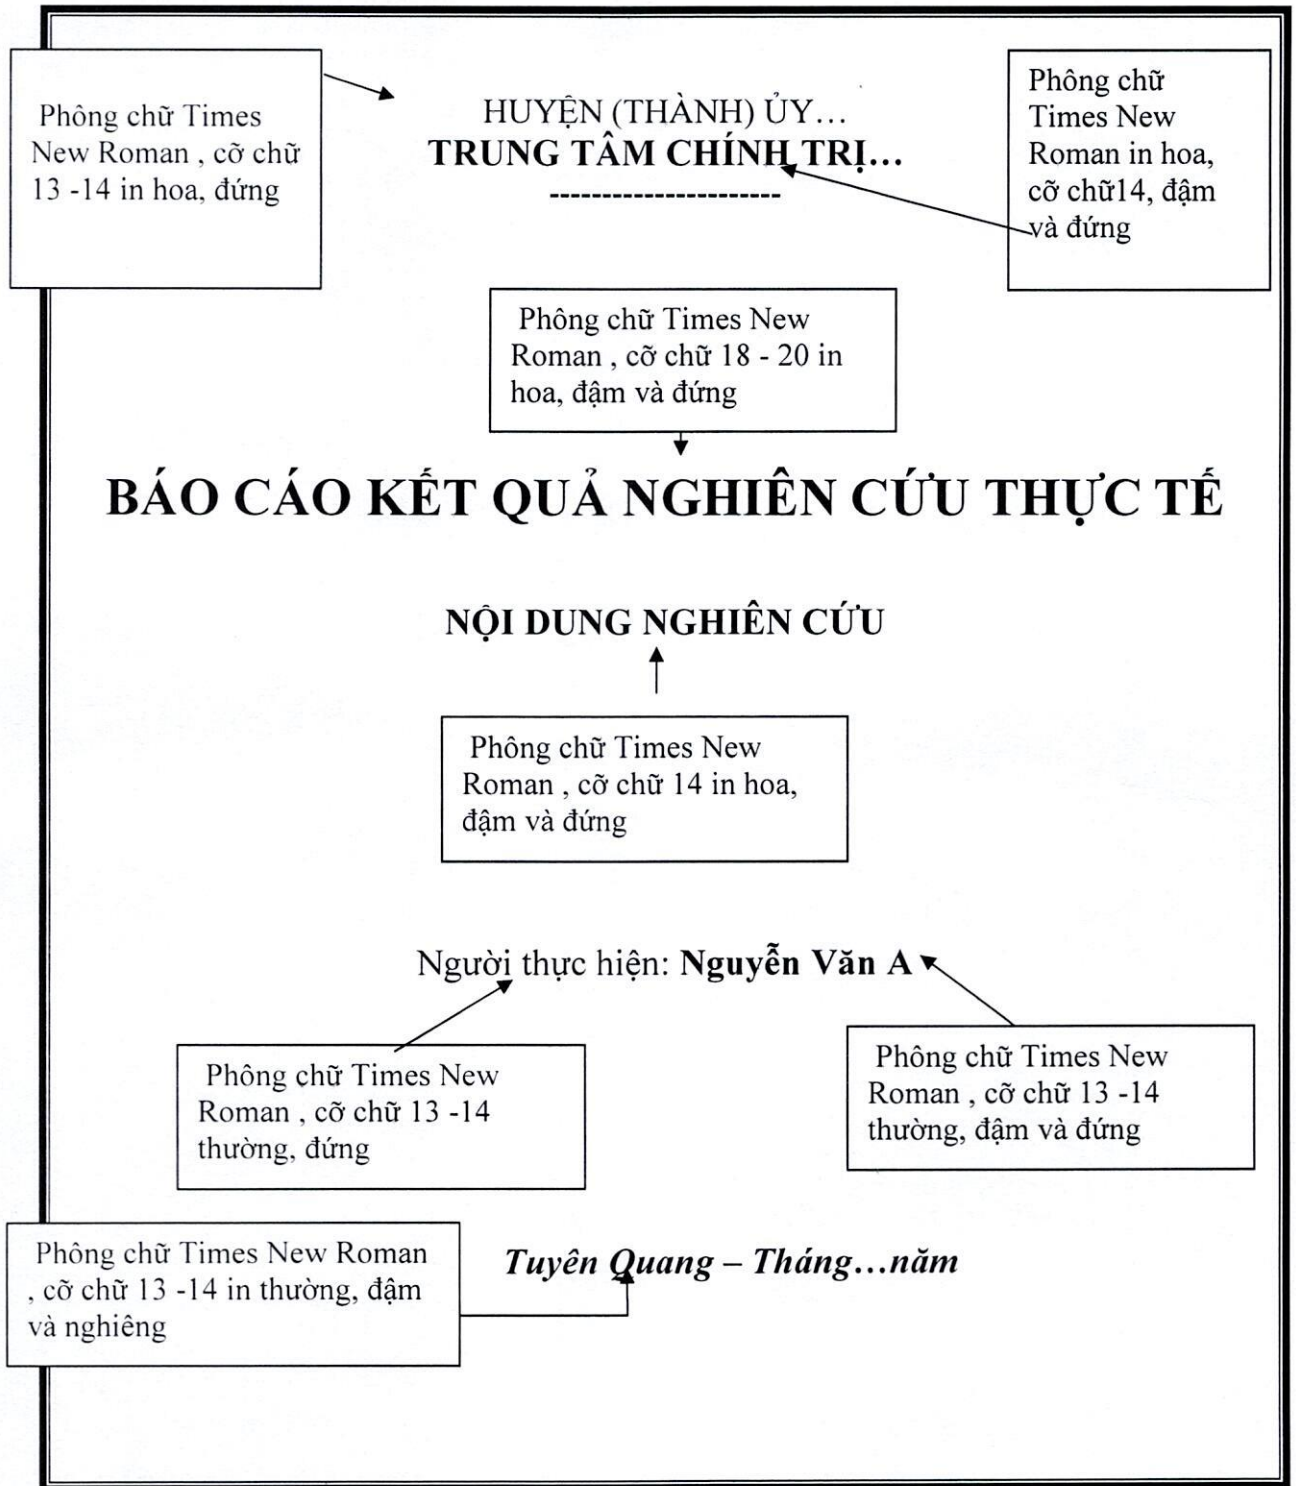 Phông chữ Times
New Roman , cỡ chữ
13 -14 in hoa, đứng
HUYỆN (THÀNH) ỦY…
TRUNG TÂM CHÍNH TRỊ…
----------------------
Phông chữ
Times New
Roman in hoa,
cỡ chữ14, đậm
và đứng
Phông chữ Times New
Roman , cỡ chữ 18 - 20 in
hoa, đậm và đứng
BÁO CÁO KẾT QUẢ NGHIÊN CỨU THỰC TẾ
NỘI DUNG NGHIÊN CỨU
Phông chữ Times New
Roman , cỡ chữ 14 in hoa,
đậm và đứng
Người thực hiện: Nguyễn Văn A
Phông chữ Times New
Roman , cỡ chữ 13 -14
thường, đứng
Phông chữ Times New
Roman , cỡ chữ 13 -14
thường, đậm và đứng
Phông chữ Times New Roman
, cỡ chữ 13 -14 in thường, đậm
và nghiêng
Tuyên Quang – Tháng…năm